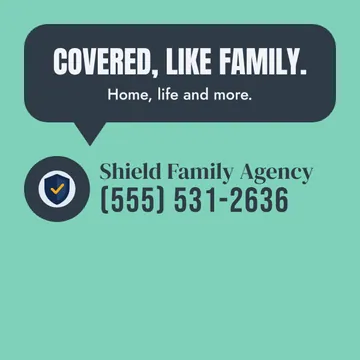 COVERED, LIKE FAMILY.
Home, life and more.
Shield Family Agency
(555) 531-2636